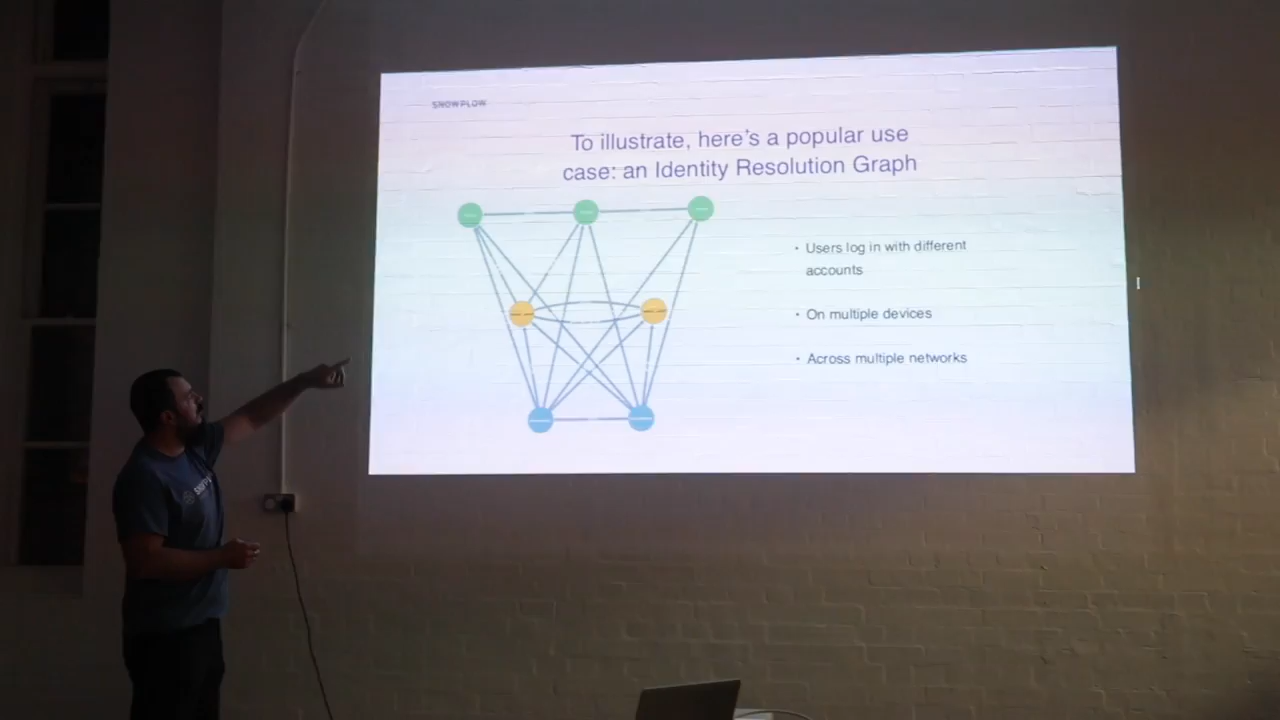 SNOWPLOW
To illustrate, here's a popular use
case: an Identity Resolution Graph
• Users log in with different
accounts
• On multiple devices
• Across multiple networks